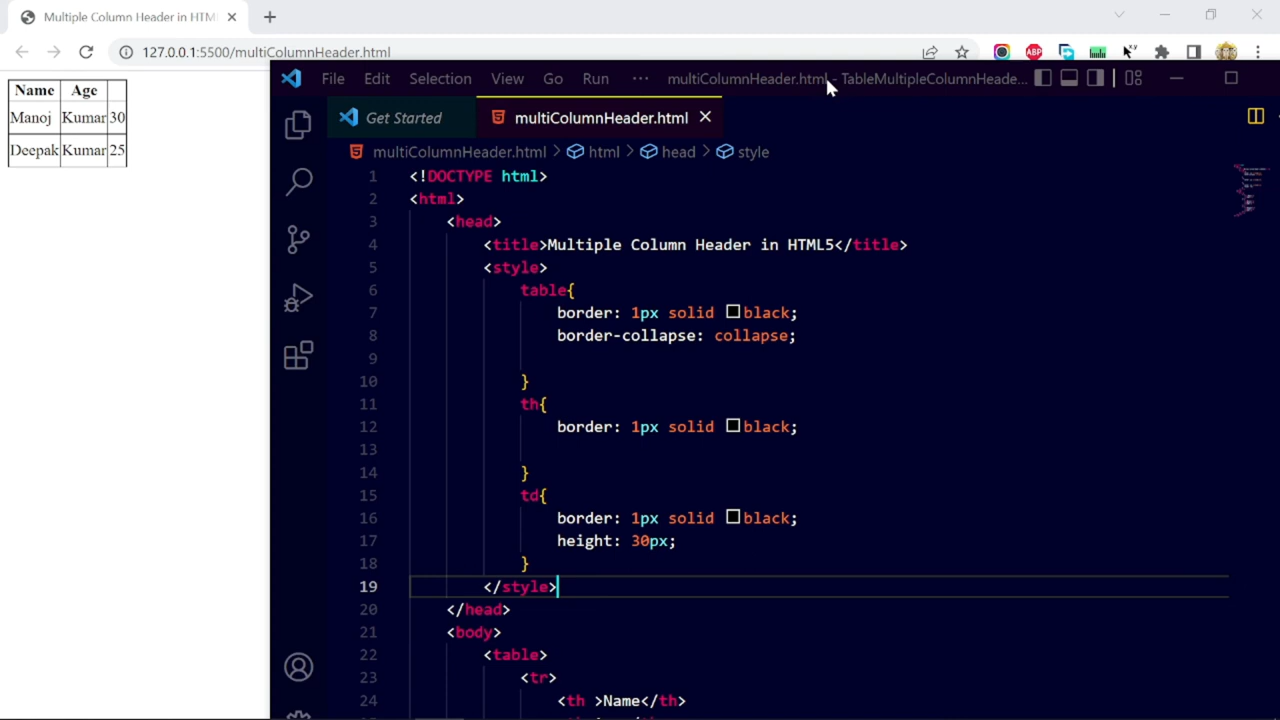 Multiple Column Header in HTM
127.0.0.1:5500/multiColumnHeader.html
ABP
Name Age
Manoj Kumar 30
Deepak Kumar 25
File Edit Selection View Go Run ··· multiColumnHeader.html - TableMultipleColumnHeade...
Get Started multiColumnHeader.html
multiColumnHeader.html > html > head > style
1 <!DOCTYPE html>
2 <html>
3 <head>
4 <title>Multiple Column Header in HTML5</title>
5 <style>
6 table{
7 border: 1px solid black;
8 border-collapse: collapse;
9
10 }
11 th{
12 border: 1px solid black;
13
14 }
15 td{
16 border: 1px solid black;
17 height: 30px;
18 }
19 </style>
20 </head>
21 <body>
22 <table>
23 <tr>
24 <th >Name</th>